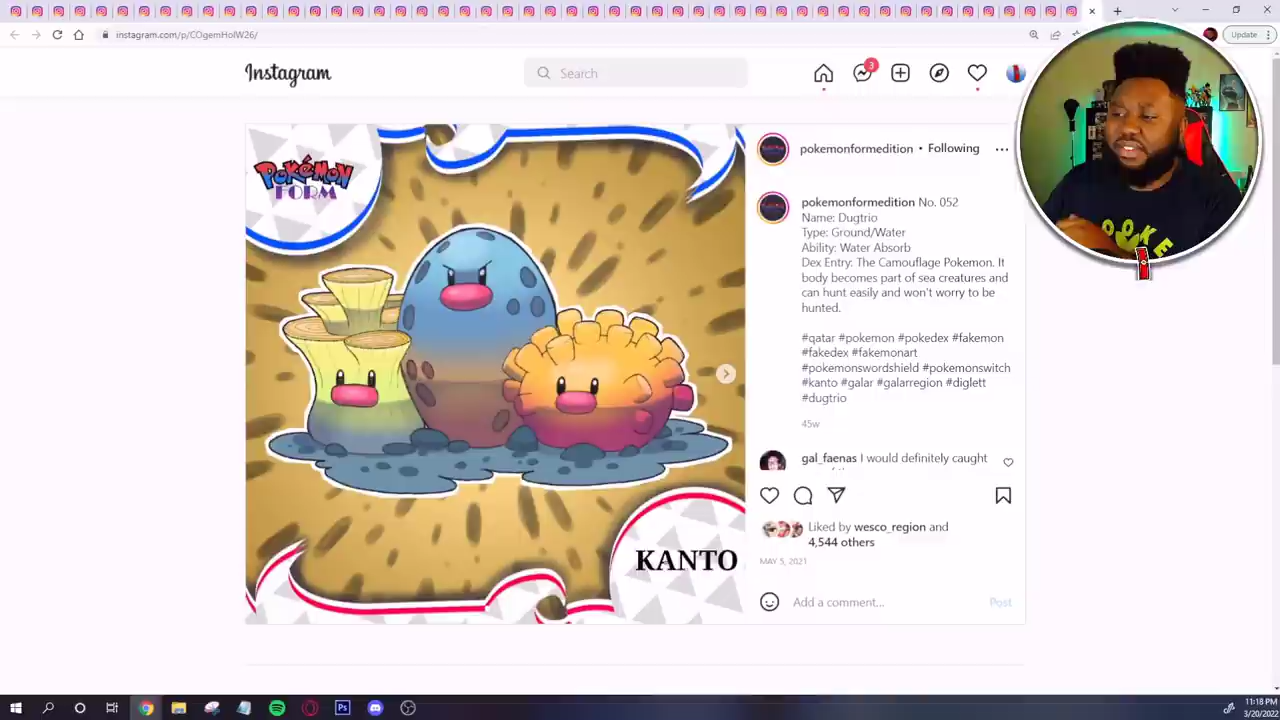 instagram.com/p/COgemHolW26/
Update
Instagram
Search
3
POKéMON
FORM
KANTO
pokemonformedition • Following
pokemonformedition No. 052
Name: Dugtrio
Type: Ground/Water
Ability: Water Absorb
Dex Entry: The Camouflage Pokemon. It
body becomes part of sea creatures and
can hunt easily and won't worry to be
hunted.
#qatar #pokemon #pokedex #fakemon
#fakedex #fakemonart
#pokemonswordshield #pokemonswitch
#kanto #galar #galarregion #diglett
#dugtrio
45w
gal_faenas I would definitely caught
Liked by wesco_region and
4,544 others
MAY 5, 2021
Add a comment...
Post
POKE
Ps
11:18 PM
3/20/2022